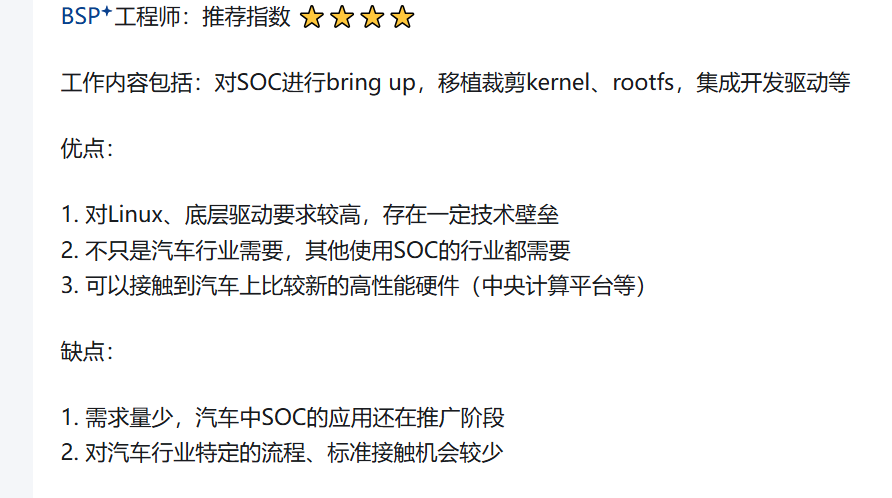 BSP工程师：推荐指数 ⭐⭐⭐⭐
工作内容包括：对SOC进行bring up，移植裁剪kernel、rootfs，集成开发驱动等
优点：
1. 对Linux、底层驱动要求较高，存在一定技术壁垒
2. 不只是汽车行业需要，其他使用SOC的行业都需要
3. 可以接触到汽车上比较新的高性能硬件（中央计算平台等）
缺点：
1. 需求量少，汽车中SOC的应用还在推广阶段
2. 对汽车行业特定的流程、标准接触机会较少